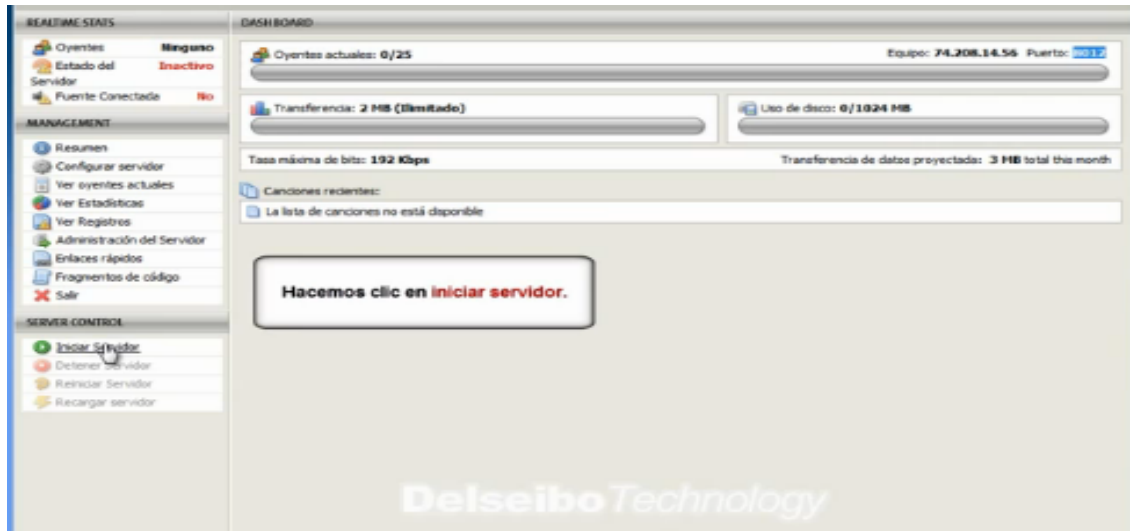 REALTIME STATS
Oyentes Ninguno
Estado del Servidor Inactivo
Fuente Conectada No
MANAGEMENT
Resumen
Configurar servidor
Ver oyentes actuales
Ver Estadísticas
Ver Registros
Administración del Servidor
Enlaces rápidos
Fragmentos de código
Salir
SERVER CONTROL
Iniciar Servidor
Detener Servidor
Reiniciar Servidor
Recargar servidor
DASHBOARD
Oyentes actuales: 0/25
Equipo: 74.208.14.56 Puerto:
Transferencia: 2 MB (Ilimitado)
Uso de disco: 0/1024 MB
Tasa máxima de bits: 192 Kbps
Transferencia de datos proyectada: 3 MB total this month
Canciones recientes:
La lista de canciones no está disponible
Hacemos clic en iniciar servidor.
Delseibo Technology